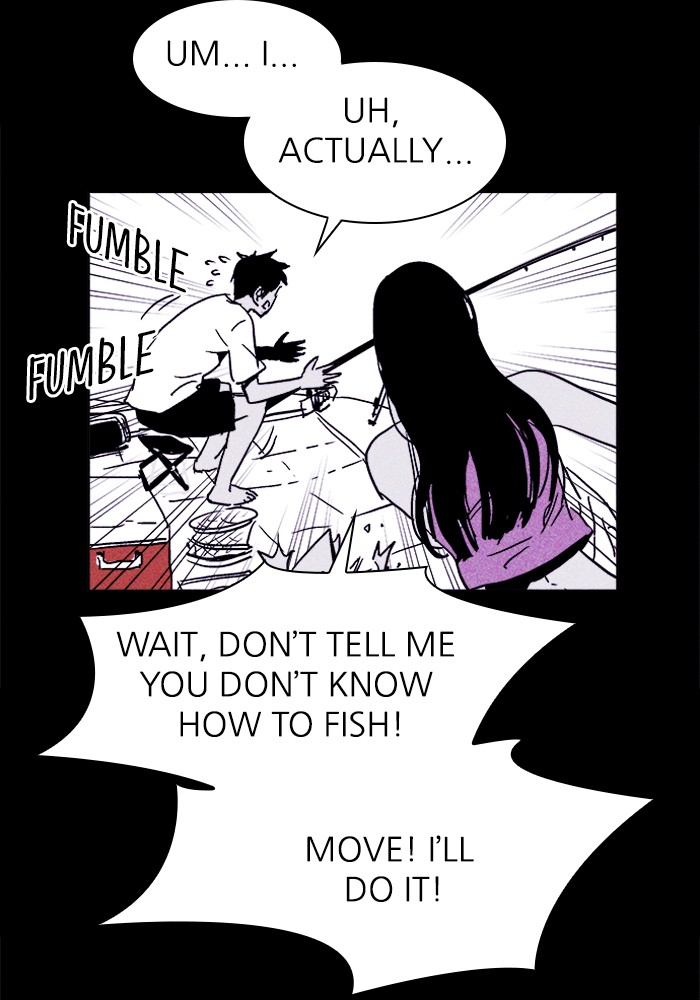 UM... I...
UH,
ACTUALLY...
FUMBLE
FUMBLE
WAIT, DON'T TELL ME
YOU DON'T KNOW
HOW TO FISH!
MOVE! I'LL
DO IT!